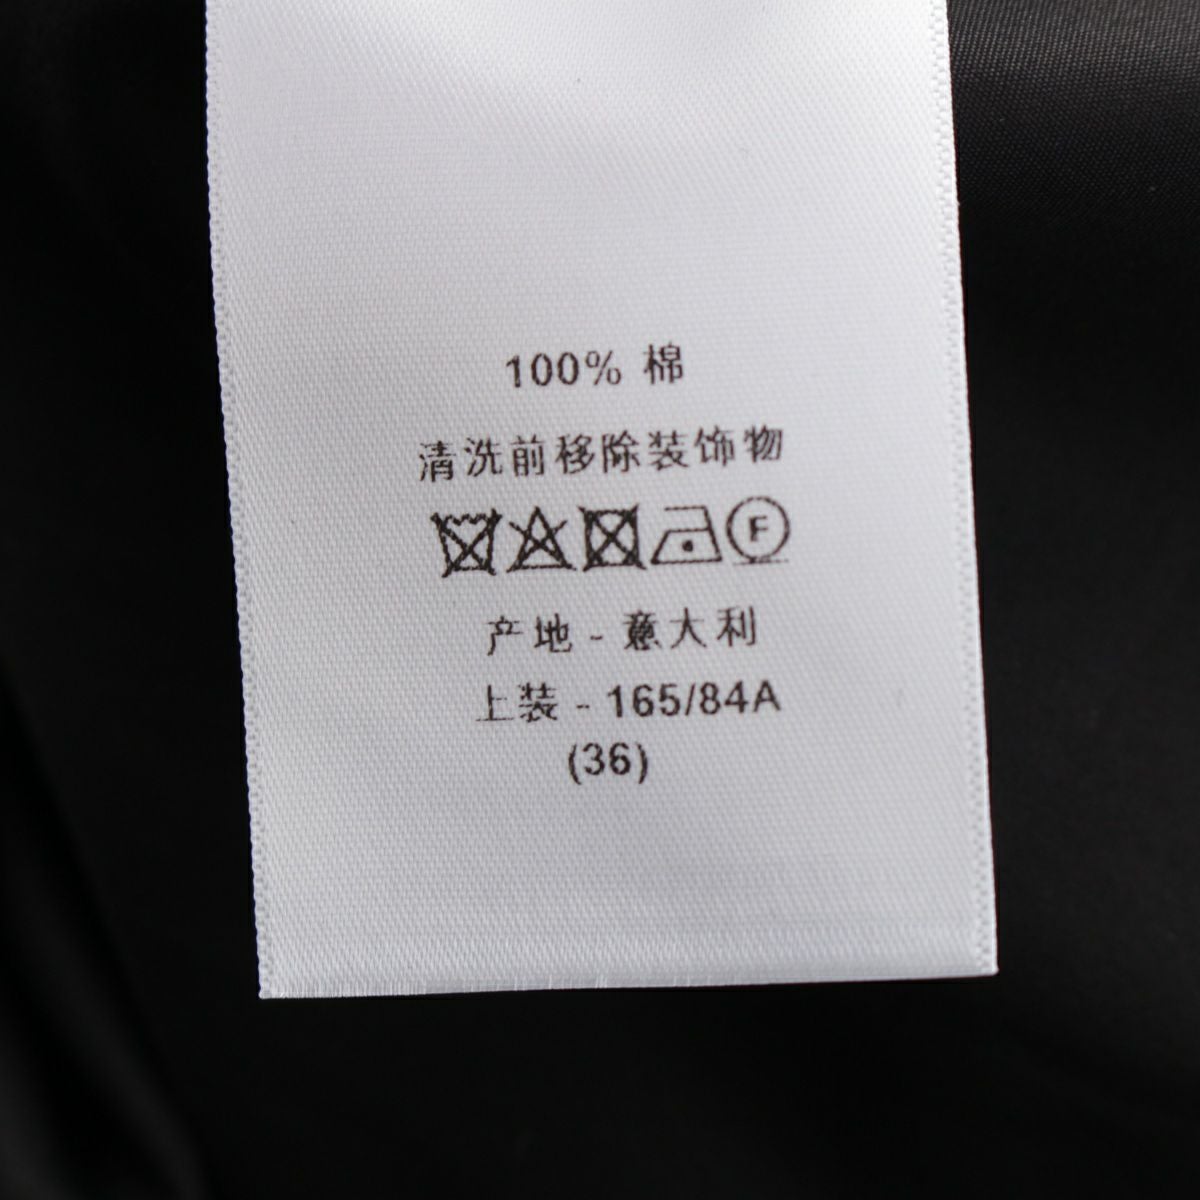 100% 棉
清洗前移除装饰物
F
产地 - 意大利
上装 - 165/84A
(36)